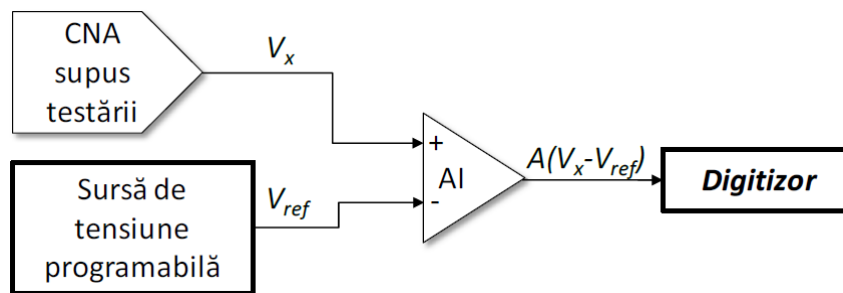 CNA
supus
testării
Vx
Sursă de
tensiune
programabilă
Vref
+
AI
-
A(Vx-Vref)
Digitizor